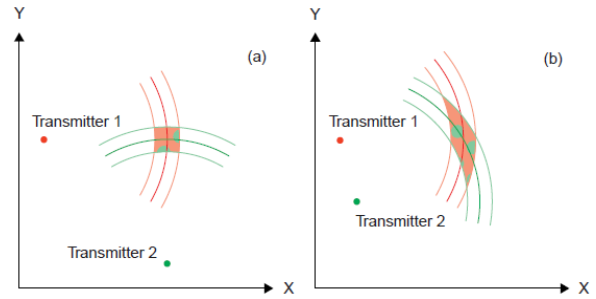 Y
(a)
Transmitter 1
Transmitter 2
X
Y
(b)
Transmitter 1
Transmitter 2
X